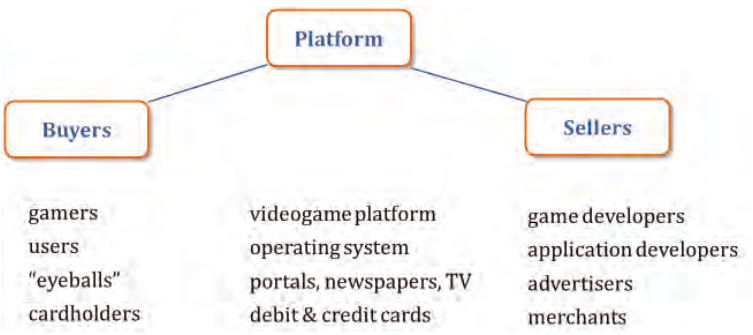 Platform
Buyers
Sellers
gamers videogame platform game developers
users operating system application developers
“eyeballs” portals, newspapers, TV advertisers
cardholders debit & credit cards merchants